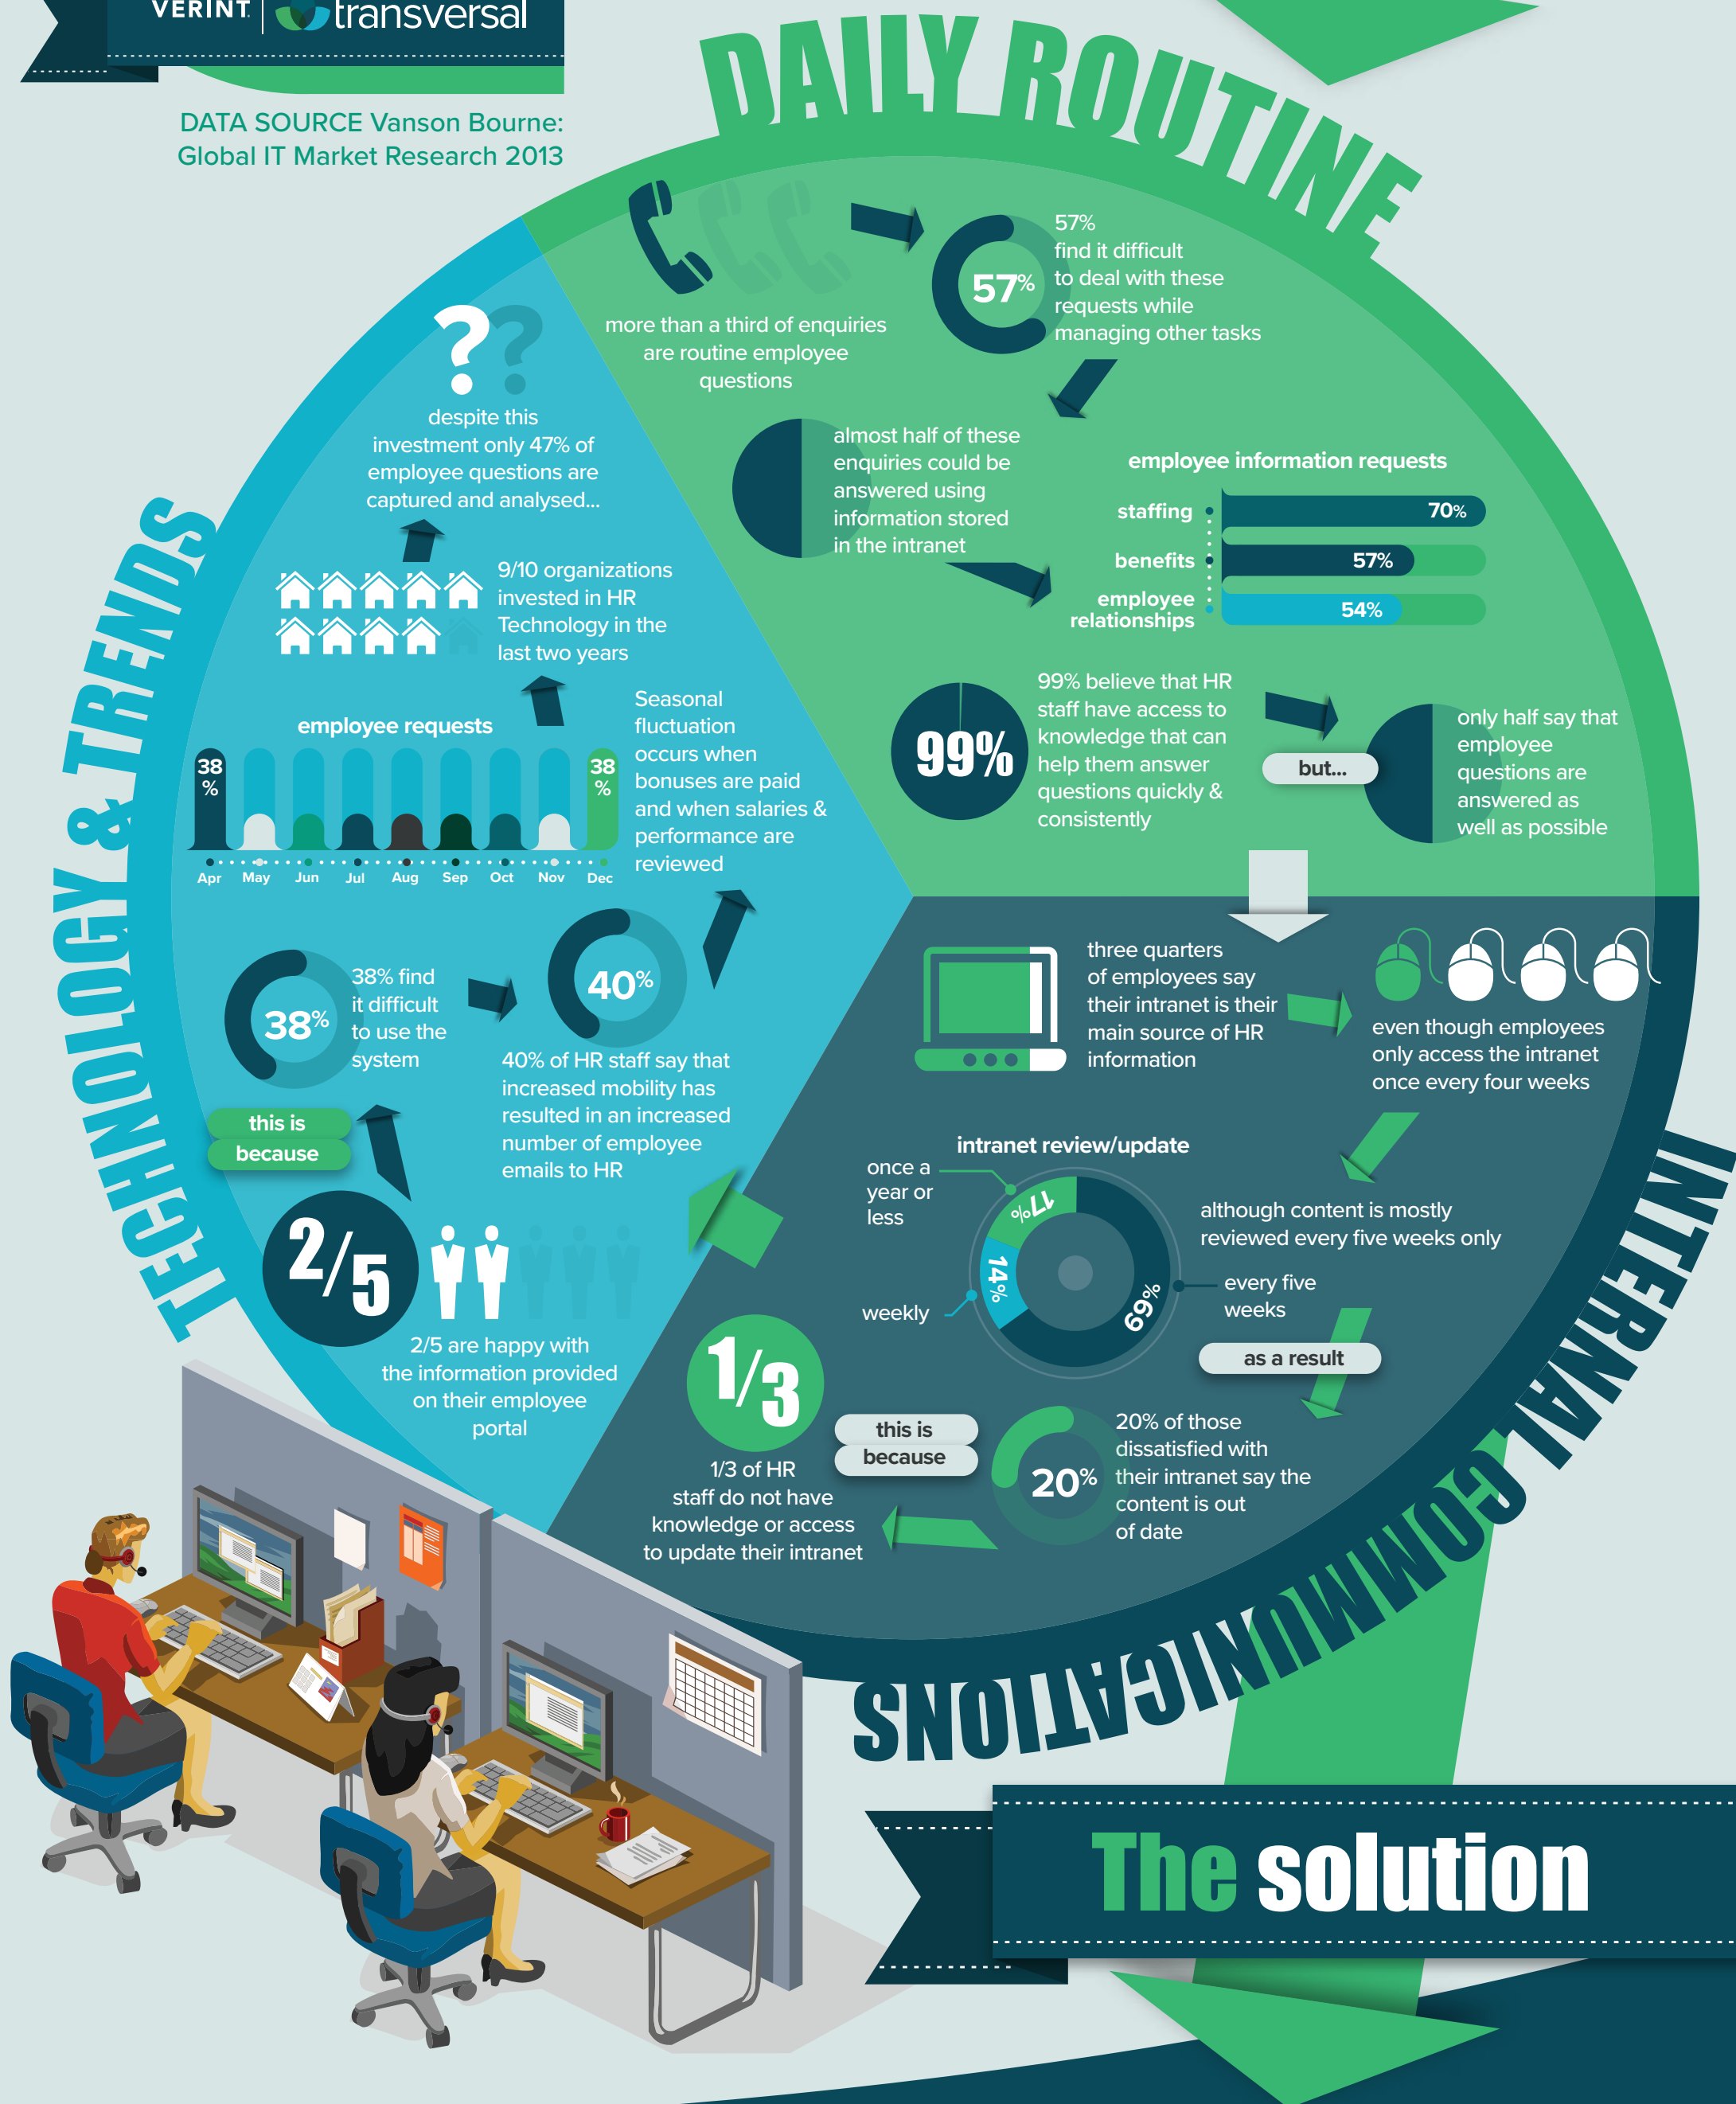 VERINT
transversal
DATA SOURCE Vanson Bourne:
Global IT Market Research 2013
DAILY ROUTINE
more than a third of enquiries
are routine employee
questions
57%
57%
find it difficult
to deal with these
requests while
managing other tasks
almost half of these
enquiries could be
answered using
information stored
in the intranet
employee information requests
staffing
70%
benefits
57%
employee
relationships
54%
99%
99% believe that HR
staff have access to
knowledge that can
help them answer
questions quickly &
consistently
but...
only half say that
employee
questions are
answered as
well as possible
INTERNAL COMMUNICATIONS
three quarters
of employees say
their intranet is their
main source of HR
information
even though employees
only access the intranet
once every four weeks
although content is mostly
reviewed every five weeks only
intranet review/update
once a
year or
less
17%
14%
69%
weekly
every five
weeks
as a result
20%
20% of those
dissatisfied with
their intranet say the
content is out
of date
this is
because
1/3
1/3 of HR
staff do not have
knowledge or access
to update their intranet
TECHNOLOGY & TRENDS
2/5
2/5 are happy with
the information provided
on their employee
portal
this is
because
38%
38% find
it difficult
to use the
system
40%
40% of HR staff say that
increased mobility has
resulted in an increased
number of employee
emails to HR
Seasonal
fluctuation
occurs when
bonuses are paid
and when salaries &
performance are
reviewed
employee requests
38
%
38
%
Apr May Jun Jul Aug Sep Oct Nov Dec
9/10 organizations
invested in HR
Technology in the
last two years
??
despite this
investment only 47% of
employee questions are
captured and analysed...
The solution